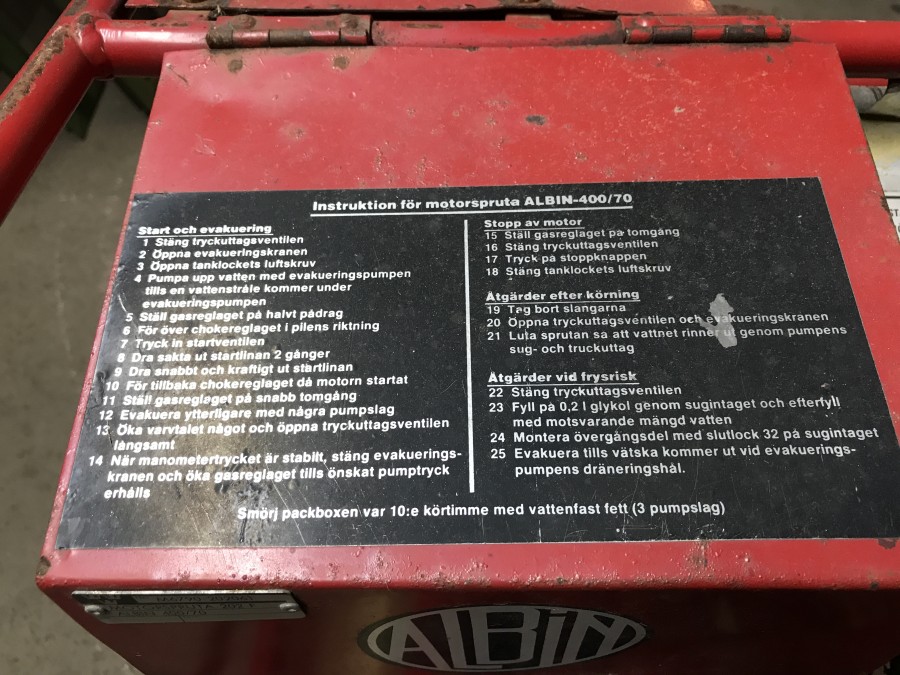 Instruktion för motorspruta ALBIN-400/70
Start och evakuering
1 Stäng tryckuttagsventilen
2 Öppna evakueringskranen
3 Öppna tanklockets luftskruv
4 Pumpa upp vatten med evakueringspumpen
tills en vattenstråle kommer under
evakueringspumpen
5 Ställ gasreglaget på halvt pådrag
6 För över chokereglaget i pilens riktning
7 Tryck in startventilen
8 Dra sakta ut startlinan 2 gånger
9 Dra snabbt och kraftigt ut startlinan
10 För tillbaka chokereglaget då motorn startat
11 Ställ gasreglaget på snabb tomgång
12 Evakuera ytterligare med några pumpslag
13 Öka varvtalet något och öppna tryckuttagsventilen
långsamt
14 När manometertrycket är stabilt, stäng evakuerings-
kranen och öka gasreglaget tills önskat pumptryck
erhålls
Stopp av motor
15 Ställ gasreglaget på tomgång
16 Stäng tryckuttagsventilen
17 Tryck på stoppknappen
18 Stäng tanklockets luftskruv
Åtgärder efter körning
19 Tag bort slangarna
20 Öppna tryckuttagsventilen och evakueringskranen
21 Luta sprutan så att vattnet rinner ut genom pumpens
sug- och truckuttag
Åtgärder vid frysrisk
22 Stäng tryckuttagsventilen
23 Fyll på 0,2 l glykol genom sugintaget och efterfyll
med motsvarande mängd vatten
24 Montera övergångsdel med slutlock 32 på sugintaget
25 Evakuera tills vätska kommer ut vid evakuerings-
pumpens dräneringshål.
Smörj packboxen var 10:e körtimme med vattenfast fett (3 pumpslag)
ALBIN